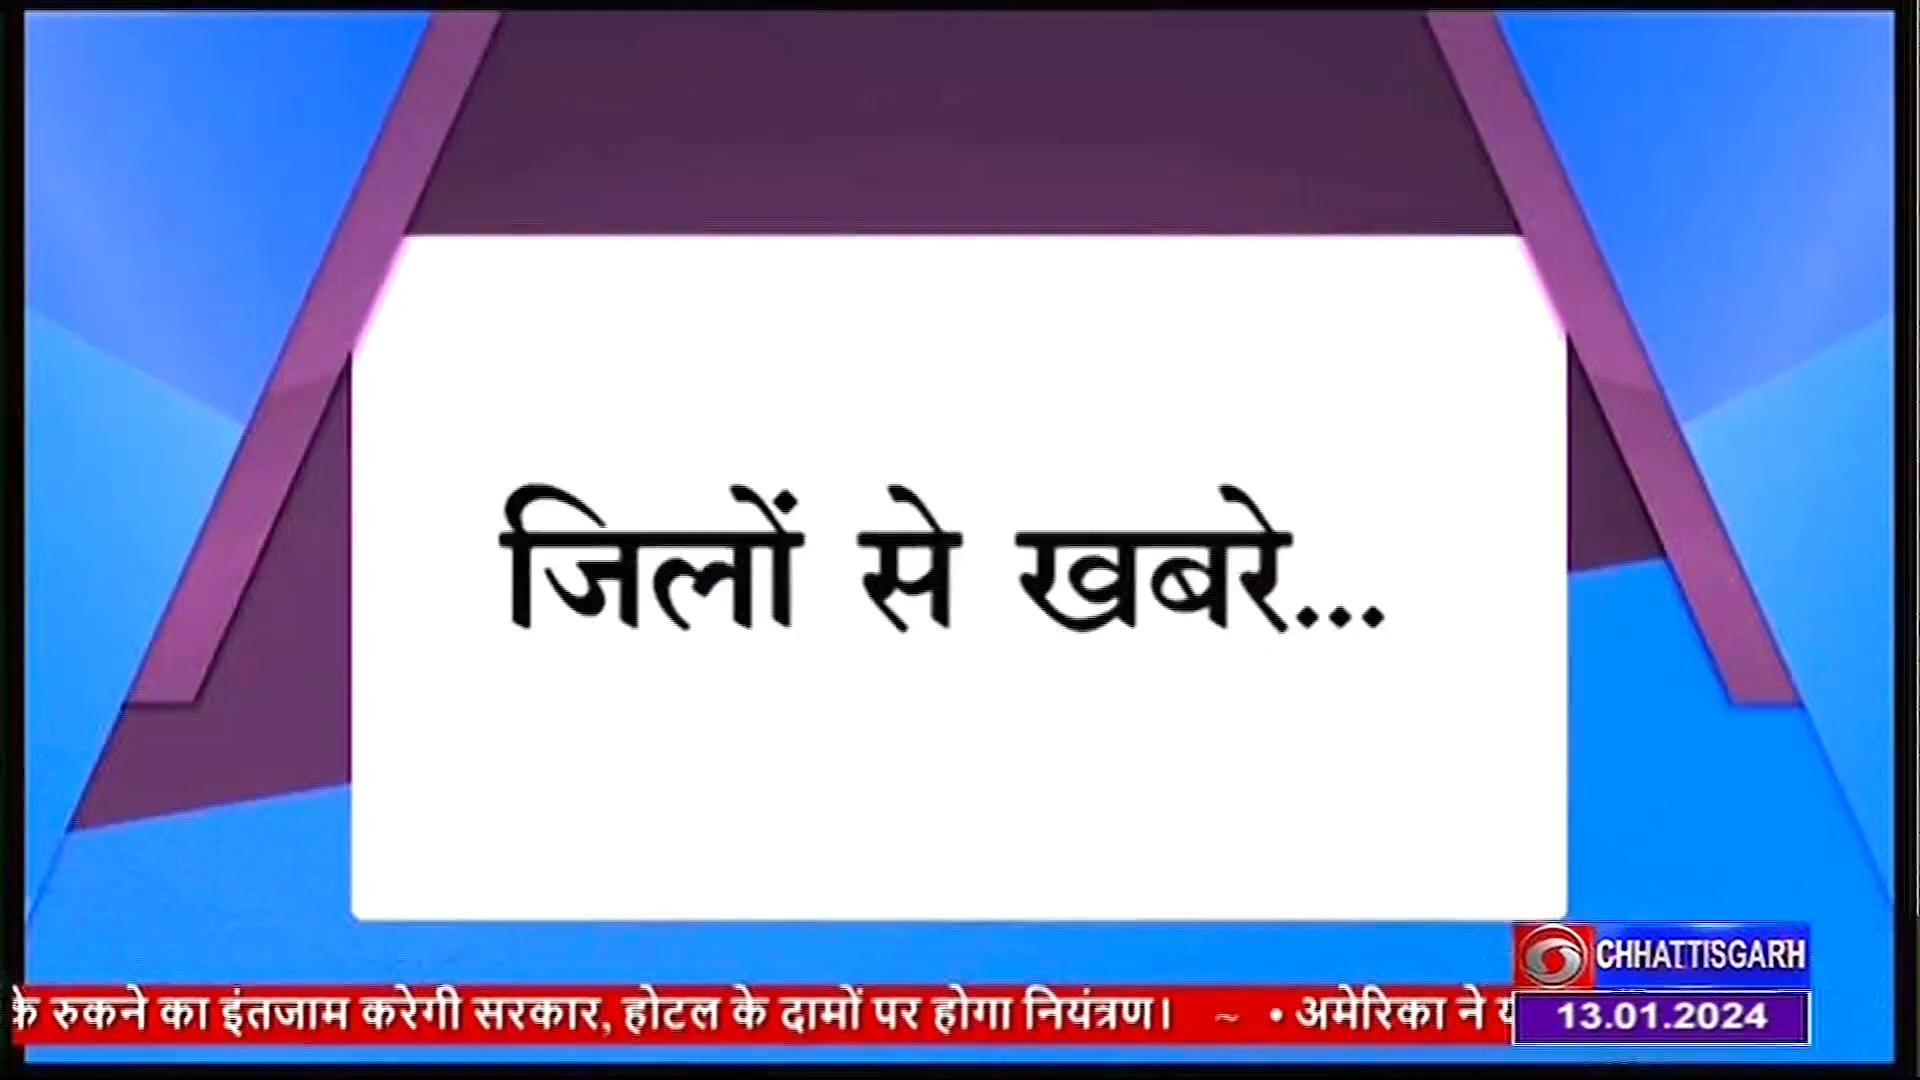 जिलों से खबरे...
CHHATTISGARH
के रुकने का इंतजाम करेगी सरकार, होटल के दामों पर होगा नियंत्रण। ~ • अमेरिका ने
13.01.2024